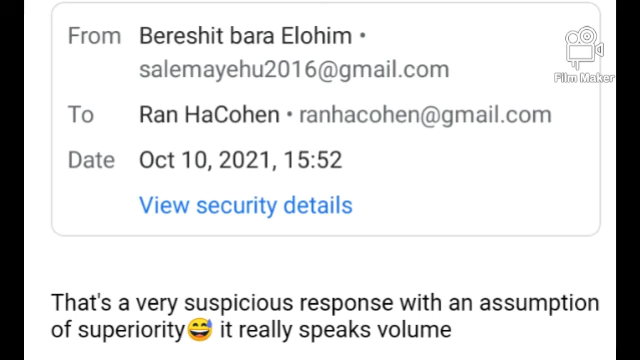 From Bereshit bara Elohim •
salemayehu2016@gmail.com
To Ran HaCohen • ranhacohen@gmail.com
Date Oct 10, 2021, 15:52
View security details
Film Maker
That's a very suspicious response with an assumption
of superiority😅 it really speaks volume